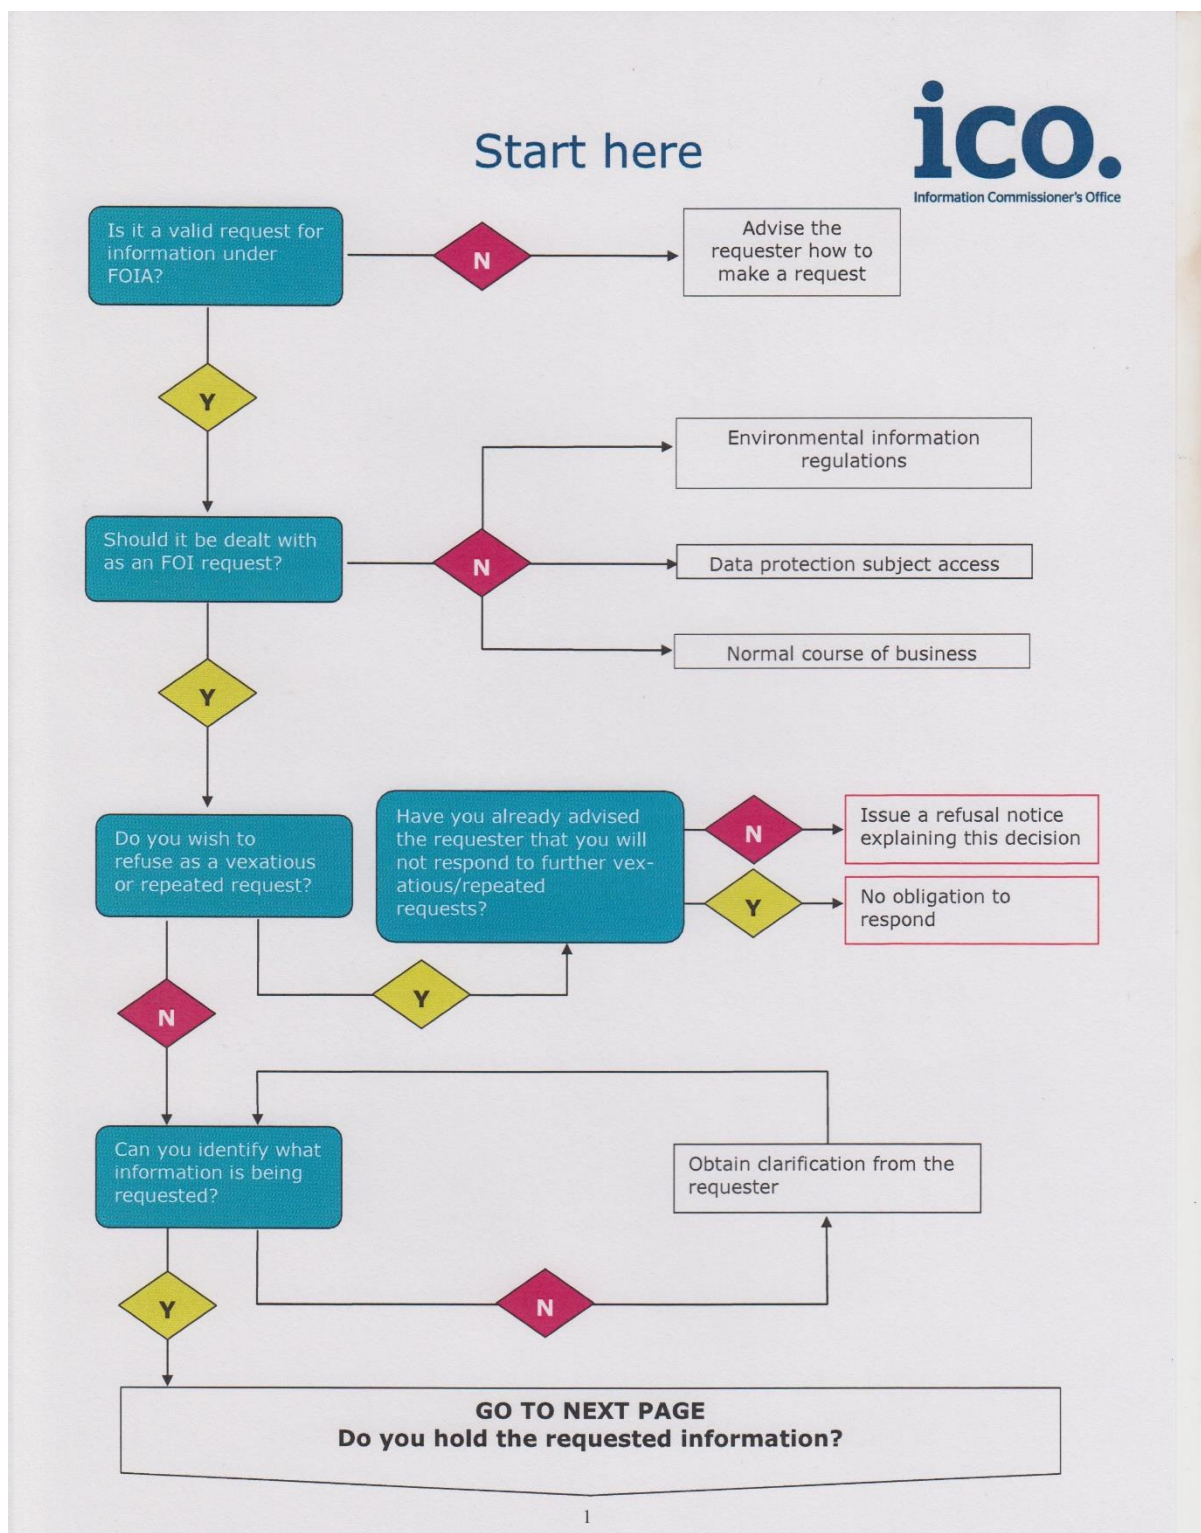 ico.
Information Commissioner's Office
Start here
Is it a valid request for
information under
FOIA?
N
Advise the
requester how to
make a request
Y
Environmental information
regulations
Should it be dealt with
as an FOI request?
N
Data protection subject access
Normal course of business
Y
Do you wish to
refuse as a vexatious
or repeated request?
Have you already advised
the requester that you will
not respond to further vex-
atious/repeated
requests?
N
Issue a refusal notice
explaining this decision
Y
No obligation to
respond
Y
N
Can you identify what
information is being
requested?
Obtain clarification from the
requester
Y
N
GO TO NEXT PAGE
Do you hold the requested information?
1